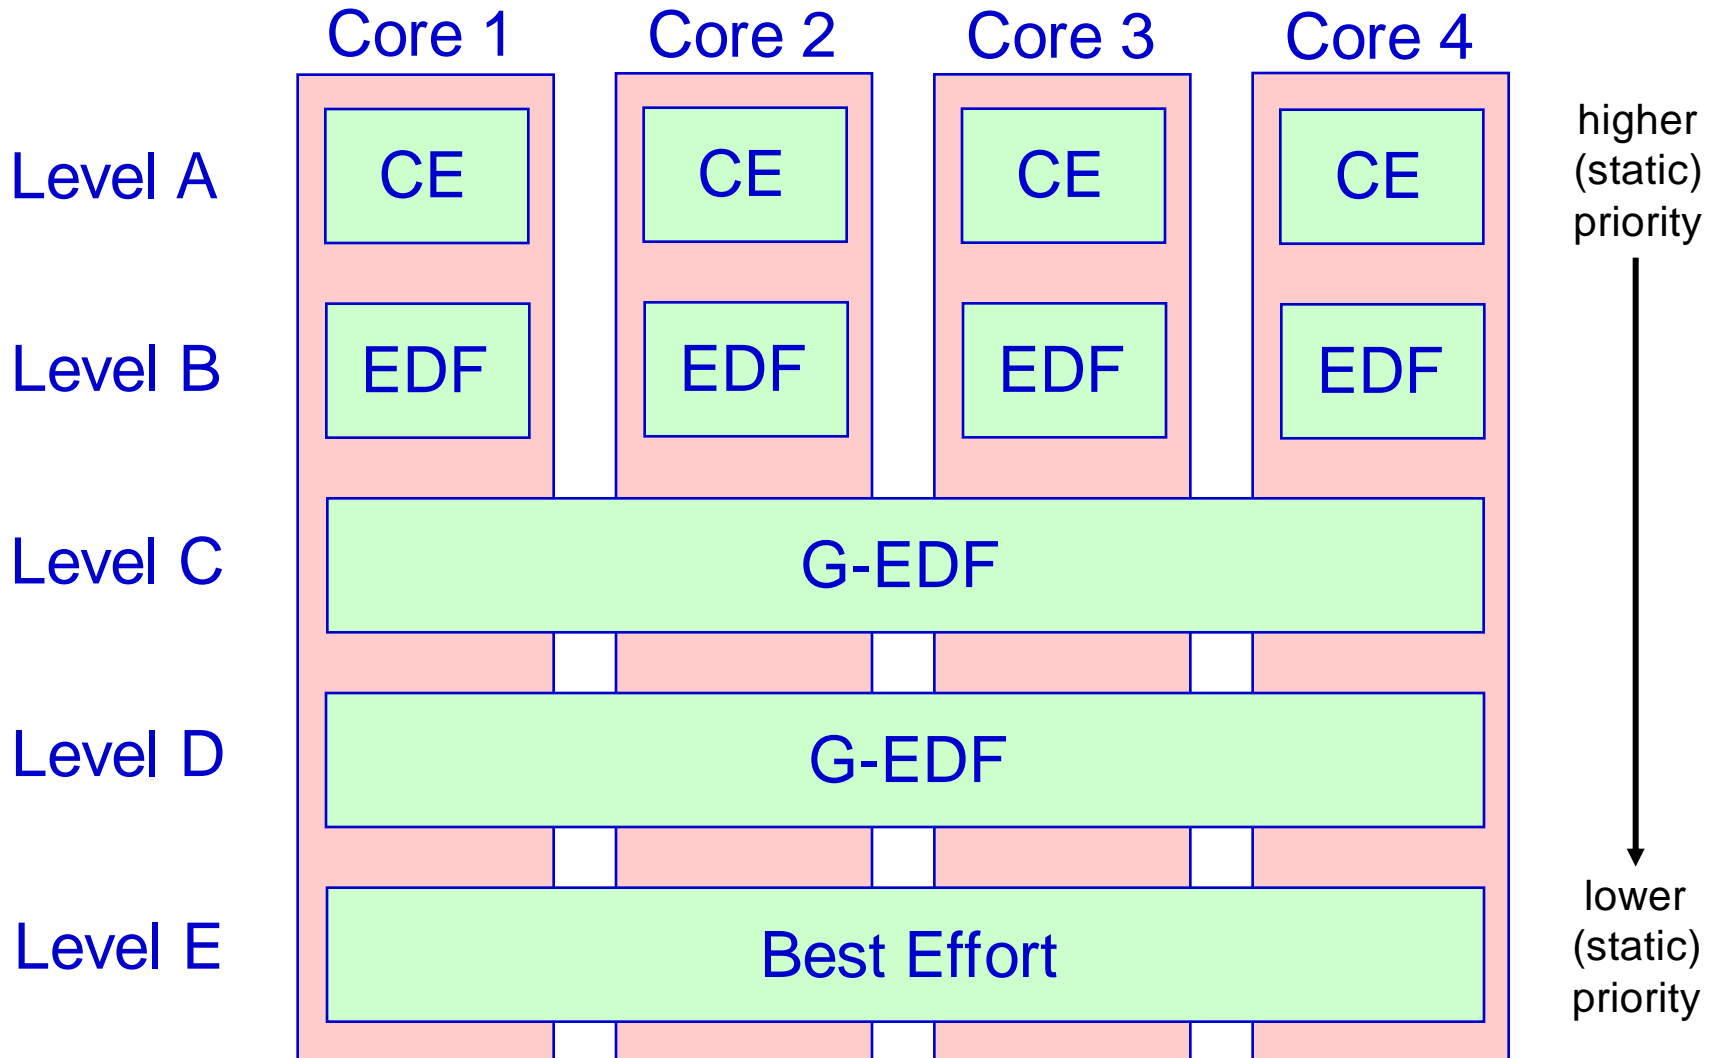 Core 1
Core 2
Core 3
Core 4
Level A
CE
CE
CE
CE
higher
(static)
priority
Level B
EDF
EDF
EDF
EDF
Level C
G-EDF
Level D
G-EDF
Level E
Best Effort
lower
(static)
priority